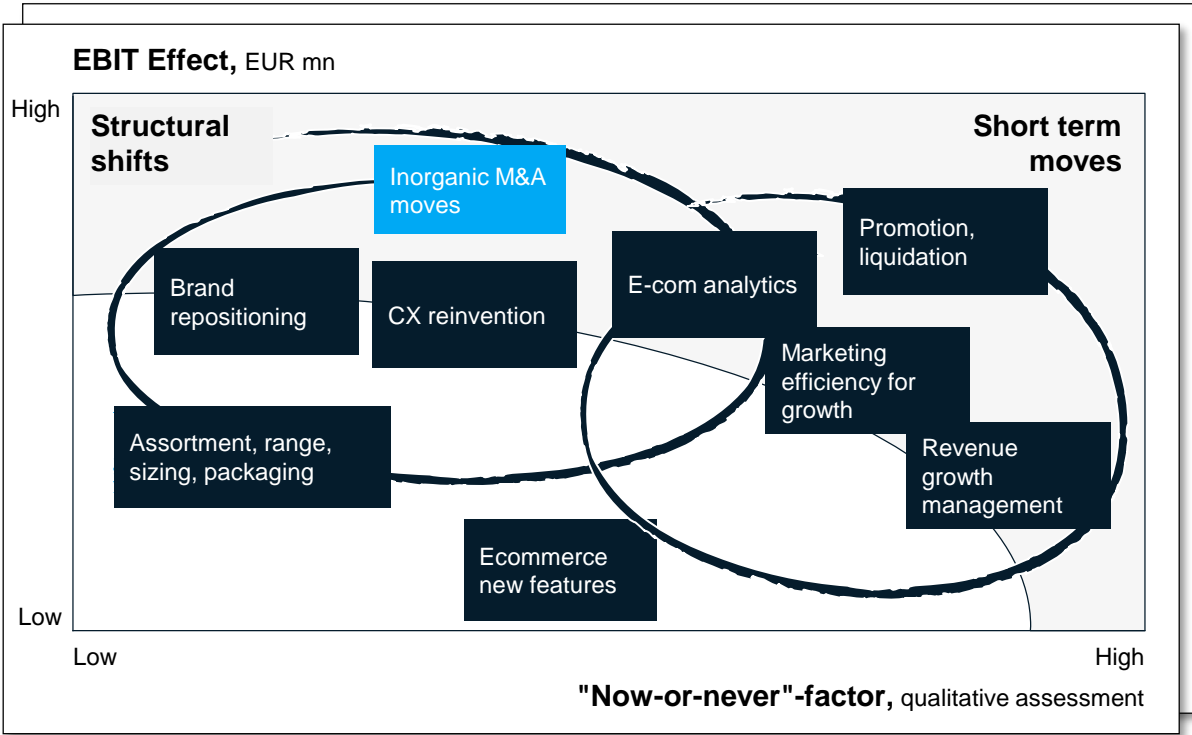 EBIT Effect, EUR mn
High
Structural
shifts
Short term
moves
Inorganic M&A
moves
Promotion,
liquidation
Brand
repositioning
CX reinvention
E-com analytics
Marketing
efficiency for
growth
Assortment, range,
sizing, packaging
Revenue
growth
management
Ecommerce
new features
Low
Low
High
"Now-or-never"-factor, qualitative assessment